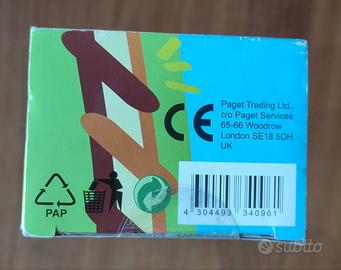 Paget Trading Ltd.,
c/o Paget Services
65-66 Woodrow
London SE18 5DH
UK
CE
PAP
4 304493 340961
subito